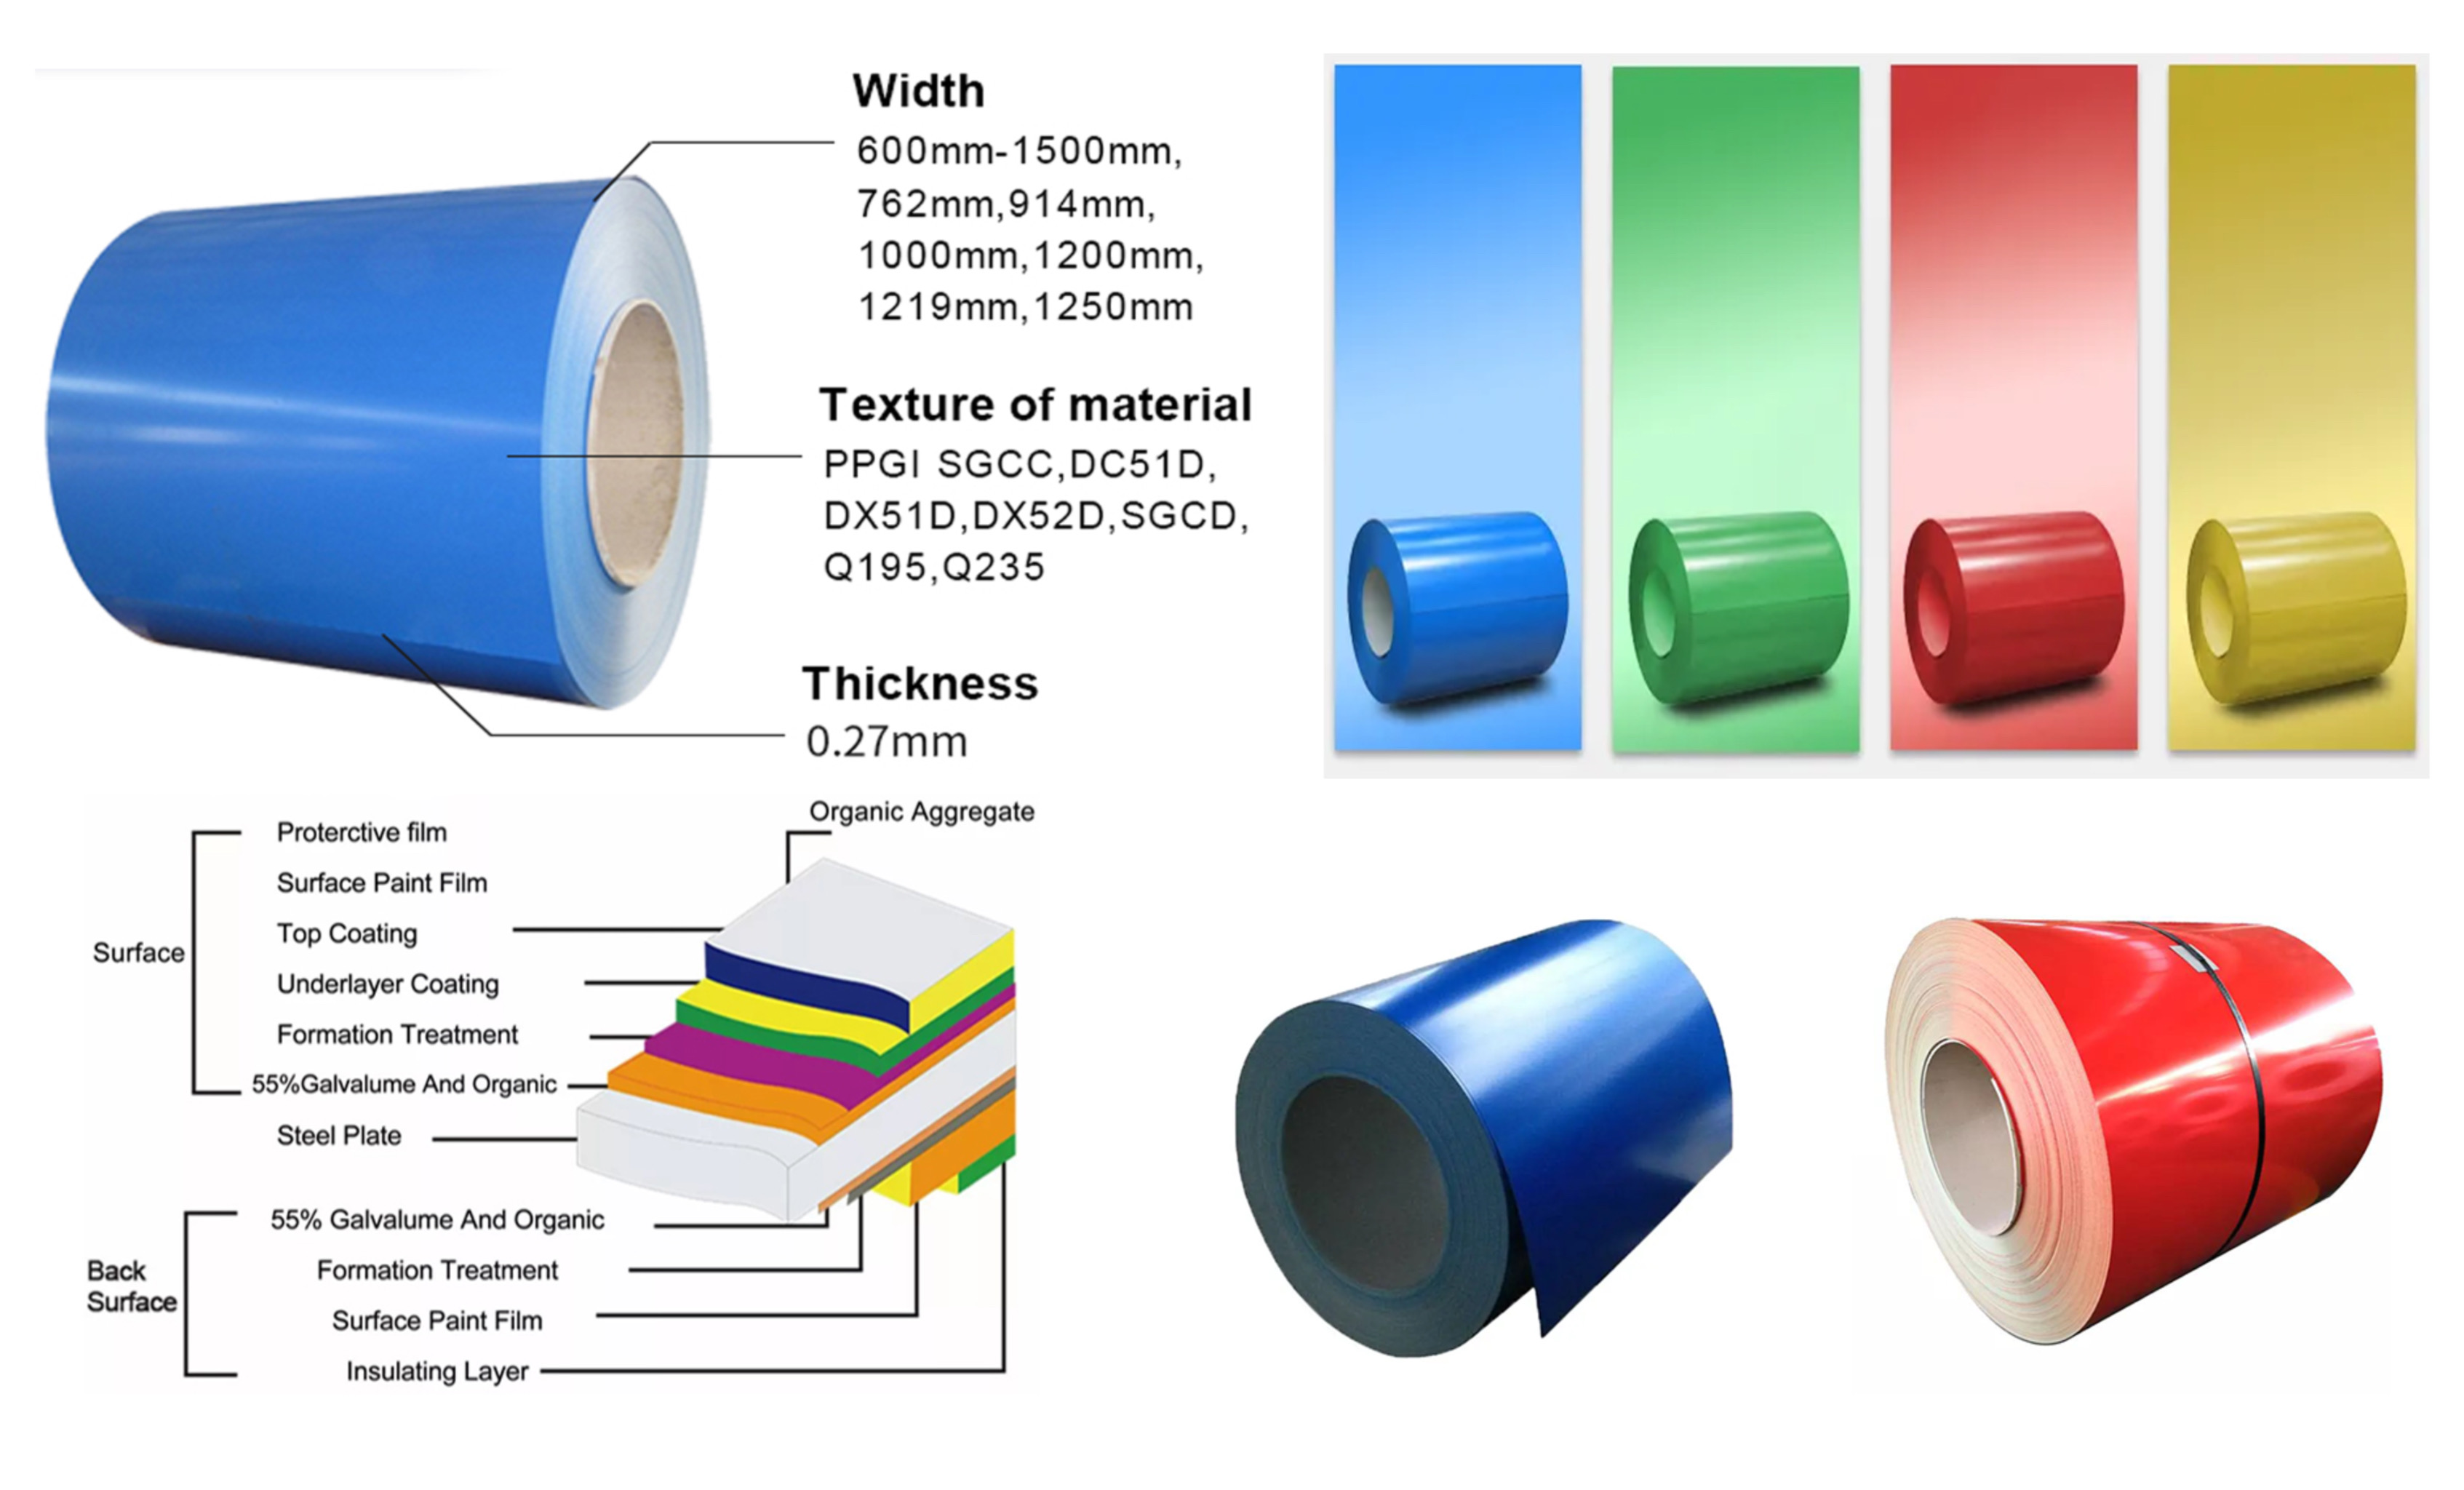 Width
600mm-1500mm,
762mm,914mm,
1000mm,1200mm,
1219mm,1250mm
Texture of material
PPGI SGCC,DC51D,
DX51D,DX52D,SGCD,
Q195,Q235
Thickness
0.27mm
Organic Aggregate
Surface
Proterctive film
Surface Paint Film
Top Coating
Underlayer Coating
Formation Treatment
55%Galvalume And Organic
Steel Plate
Back
Surface
55% Galvalume And Organic
Formation Treatment
Surface Paint Film
Insulating Layer